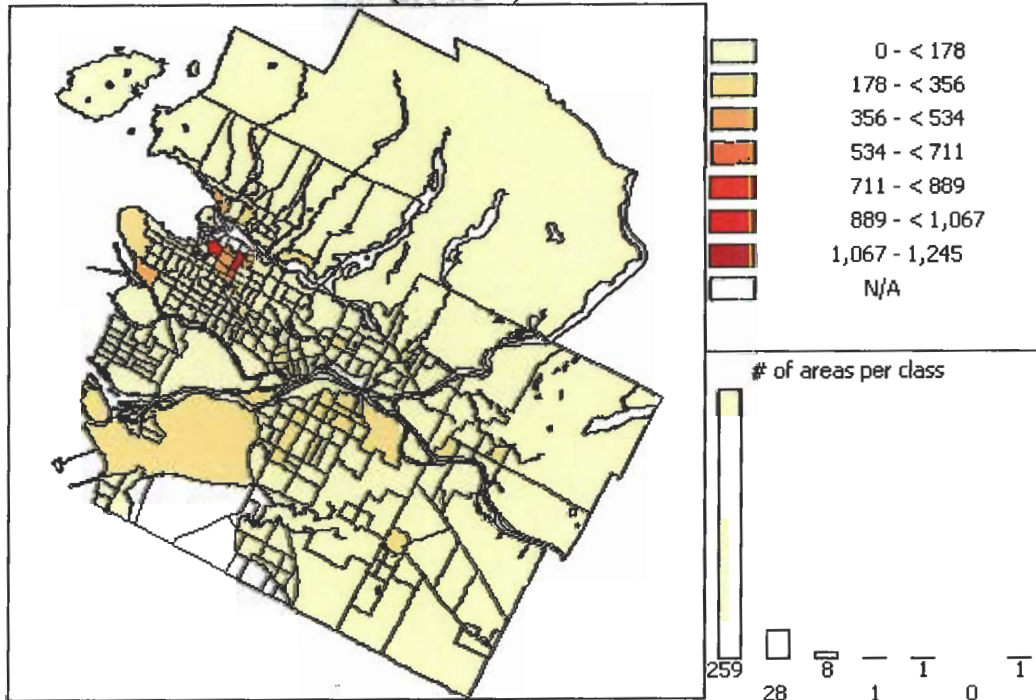 0 - < 178
178 - < 356
356 - < 534
534 - < 711
711 - < 889
889 - < 1,067
1,067 - 1,245
N/A
# of areas per class
259
28
8
1
1
0
1